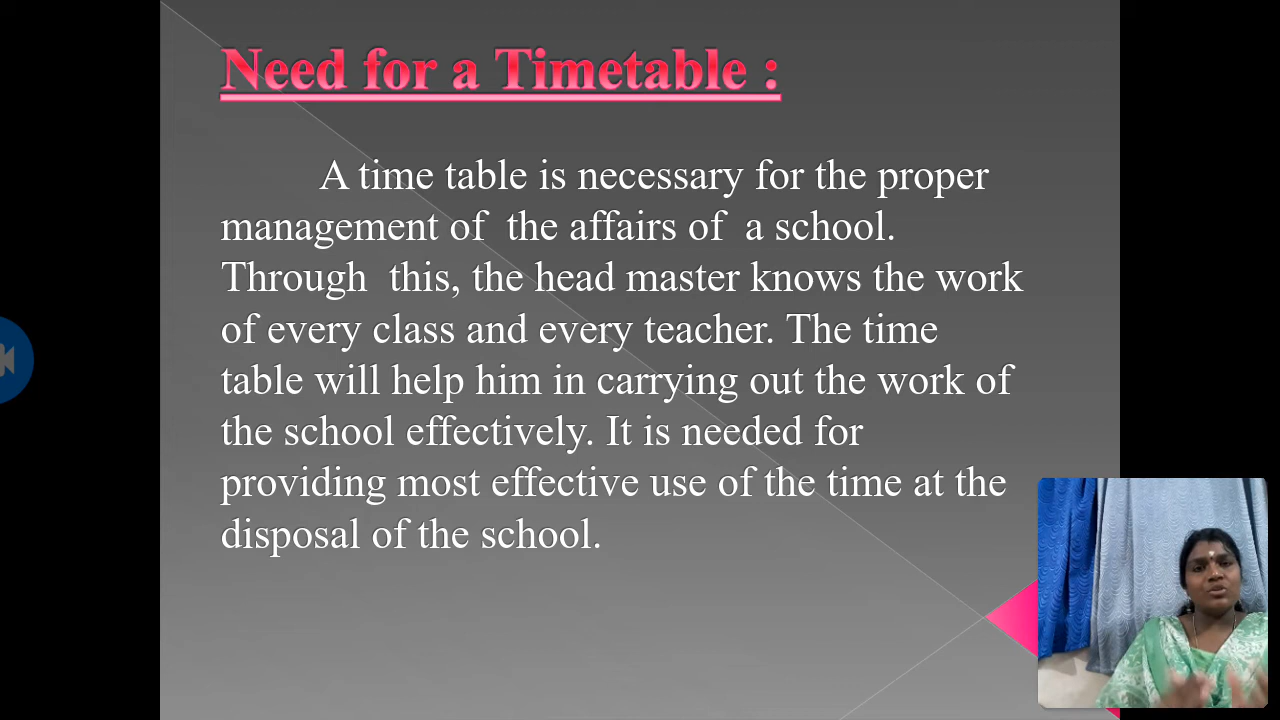 Need for a Timetable :
A time table is necessary for the proper
management of  the affairs of  a school.
Through  this, the head master knows the work
of every class and every teacher. The time
table will help him in carrying out the work of
the school effectively. It is needed for
providing most effective use of the time at the
disposal of the school.